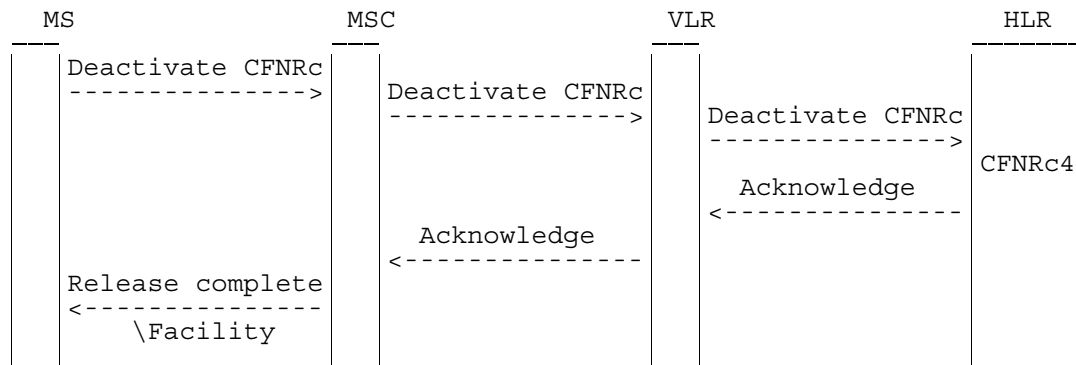 MS MSC VLR HLR
Deactivate CFNRc
Deactivate CFNRc
Deactivate CFNRc
CFNRc4
Acknowledge
Acknowledge
Release complete
\Facility